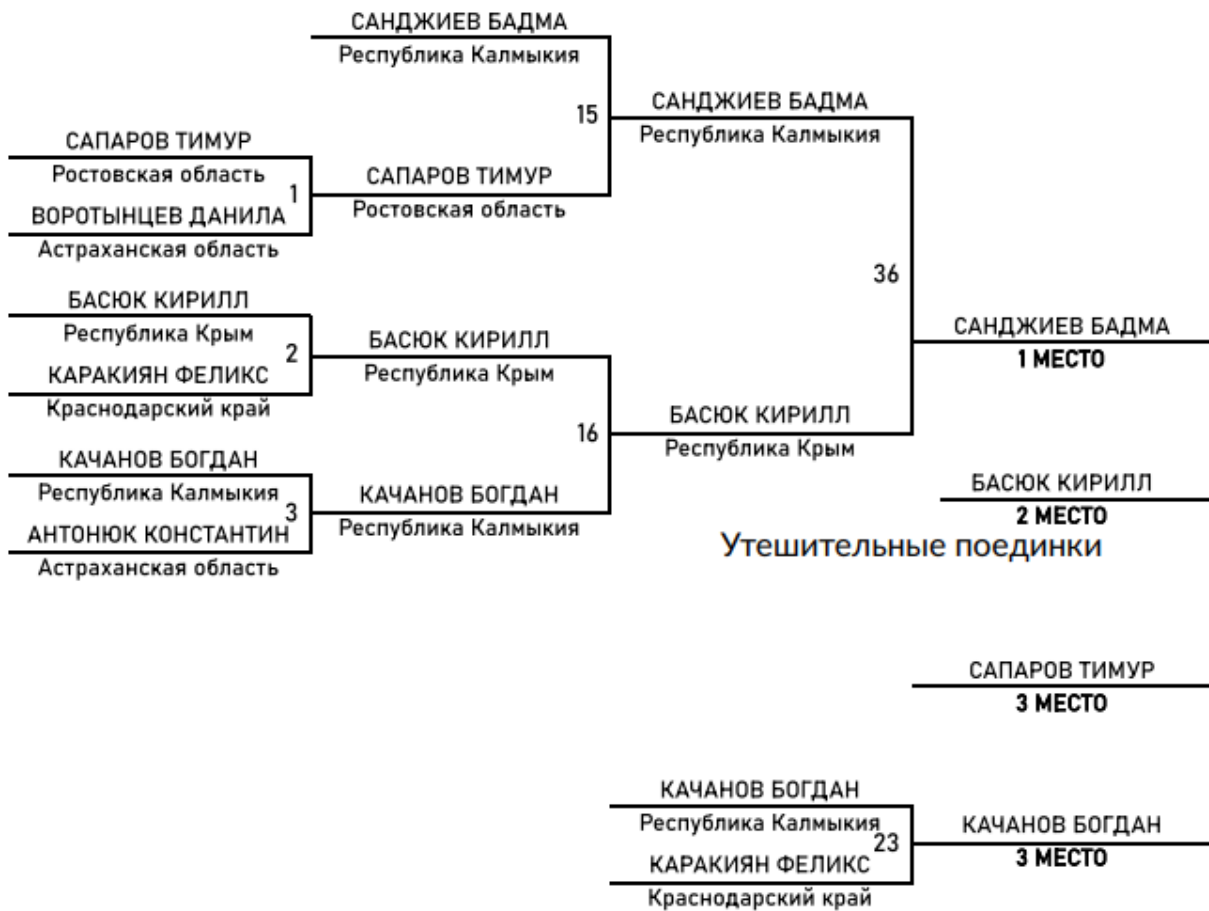 САНДЖИЕВ БАДМА
Республика Калмыкия
15
САНДЖИЕВ БАДМА
Республика Калмыкия
САПАРОВ ТИМУР
Ростовская область
1
САПАРОВ ТИМУР
Ростовская область
ВОРОТЫНЦЕВ ДАНИЛА
Астраханская область
36
БАСЮК КИРИЛЛ
Республика Крым
2
БАСЮК КИРИЛЛ
Республика Крым
КАРАКИЯН ФЕЛИКС
Краснодарский край
САНДЖИЕВ БАДМА
1 МЕСТО
16
БАСЮК КИРИЛЛ
Республика Крым
КАЧАНОВ БОГДАН
Республика Калмыкия
3
КАЧАНОВ БОГДАН
Республика Калмыкия
АНТОНЮК КОНСТАНТИН
Астраханская область
БАСЮК КИРИЛЛ
2 МЕСТО
Утешительные поединки
САПАРОВ ТИМУР
3 МЕСТО
КАЧАНОВ БОГДАН
Республика Калмыкия
23
КАРАКИЯН ФЕЛИКС
Краснодарский край
КАЧАНОВ БОГДАН
3 МЕСТО